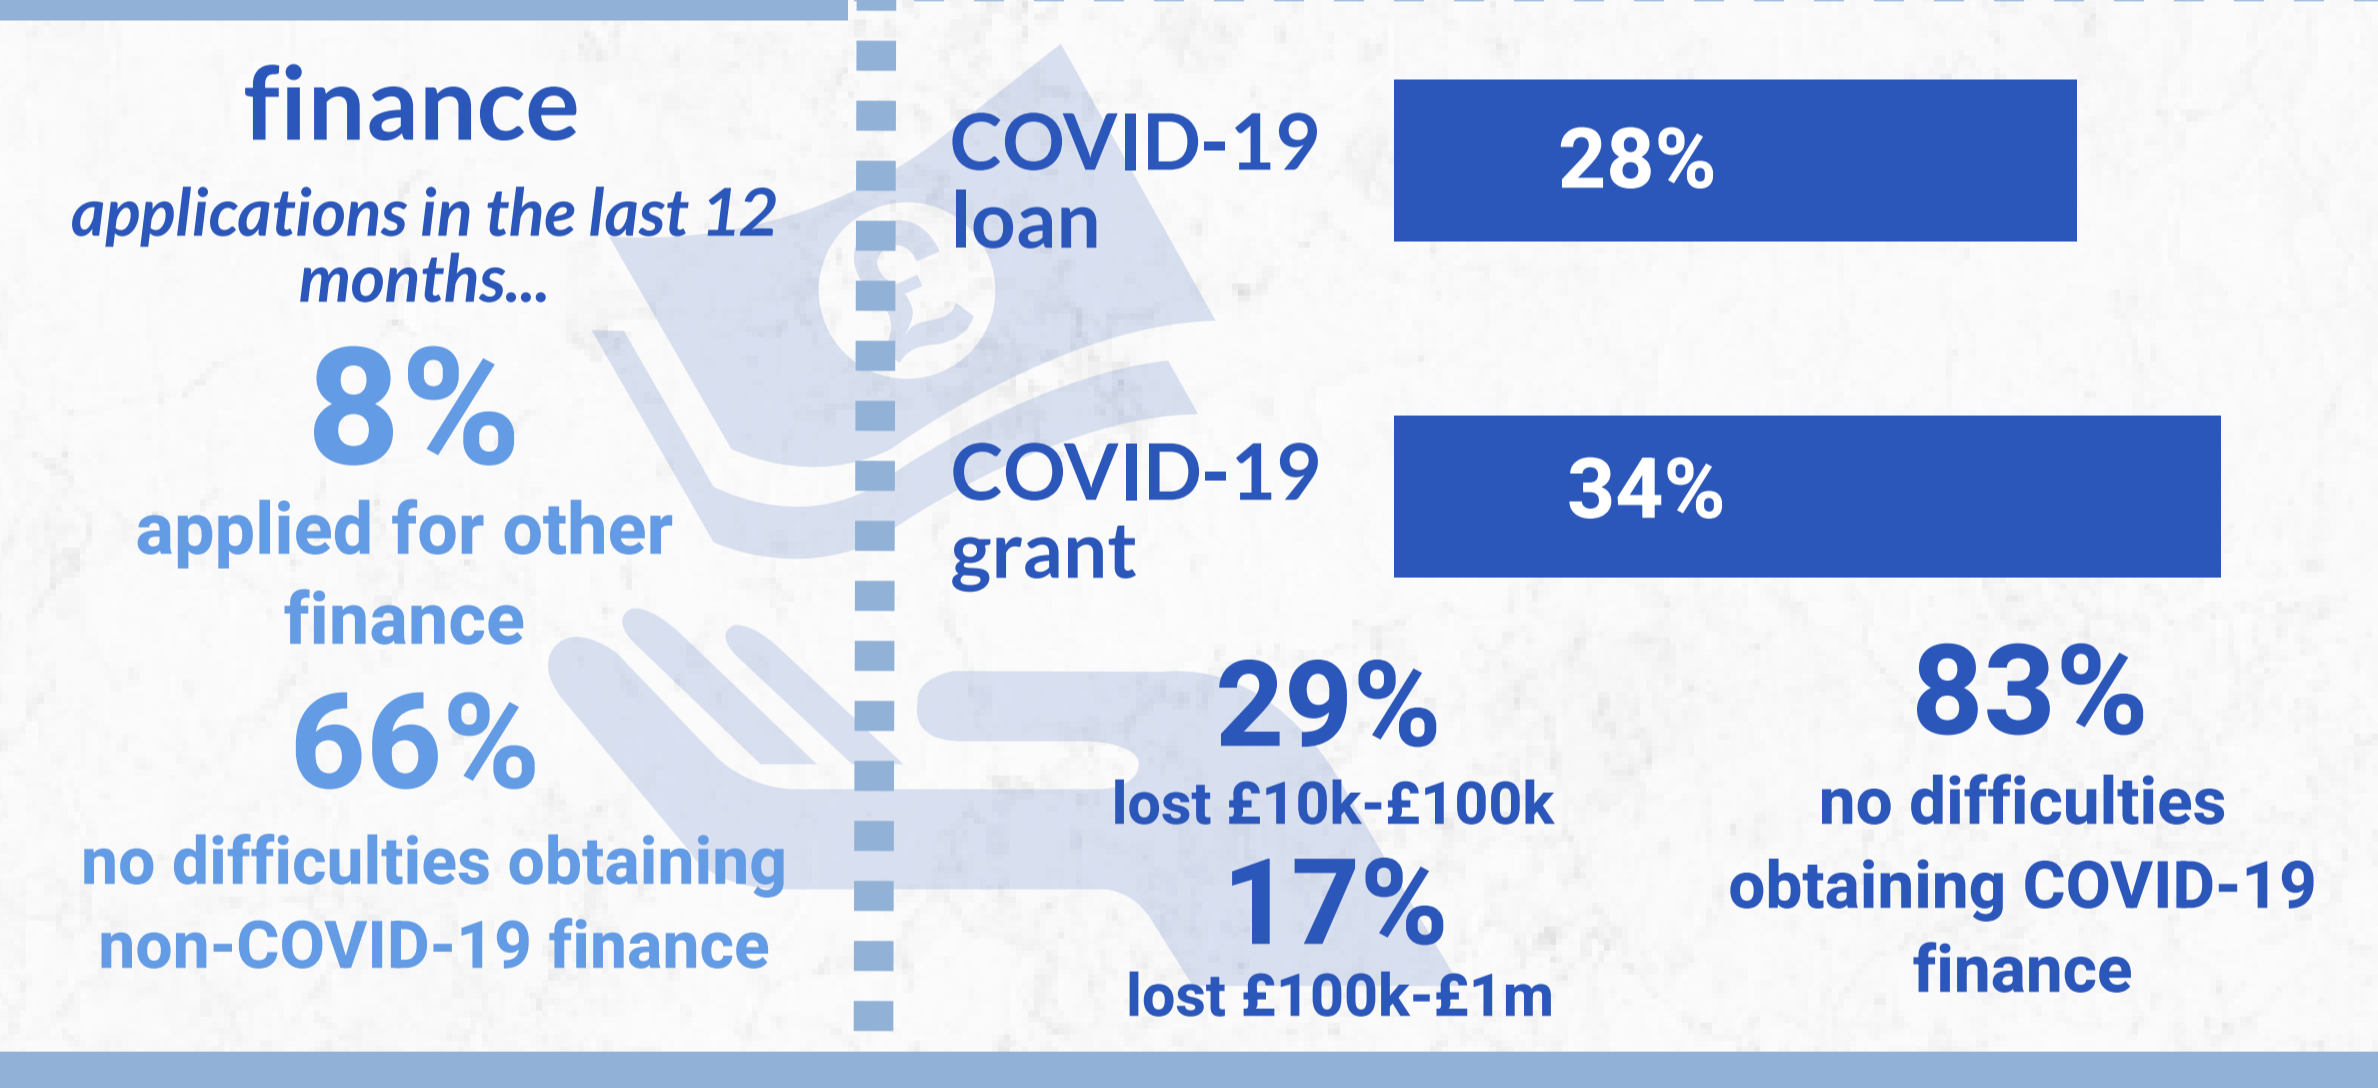 finance
applications in the last 12
months...
8%
applied for other
finance
66%
no difficulties obtaining
non-COVID-19 finance
COVID-19
loan
28%
COVID-19
grant
34%
29%
lost £10k-£100k
17%
lost £100k-£1m
83%
no difficulties
obtaining COVID-19
finance
£